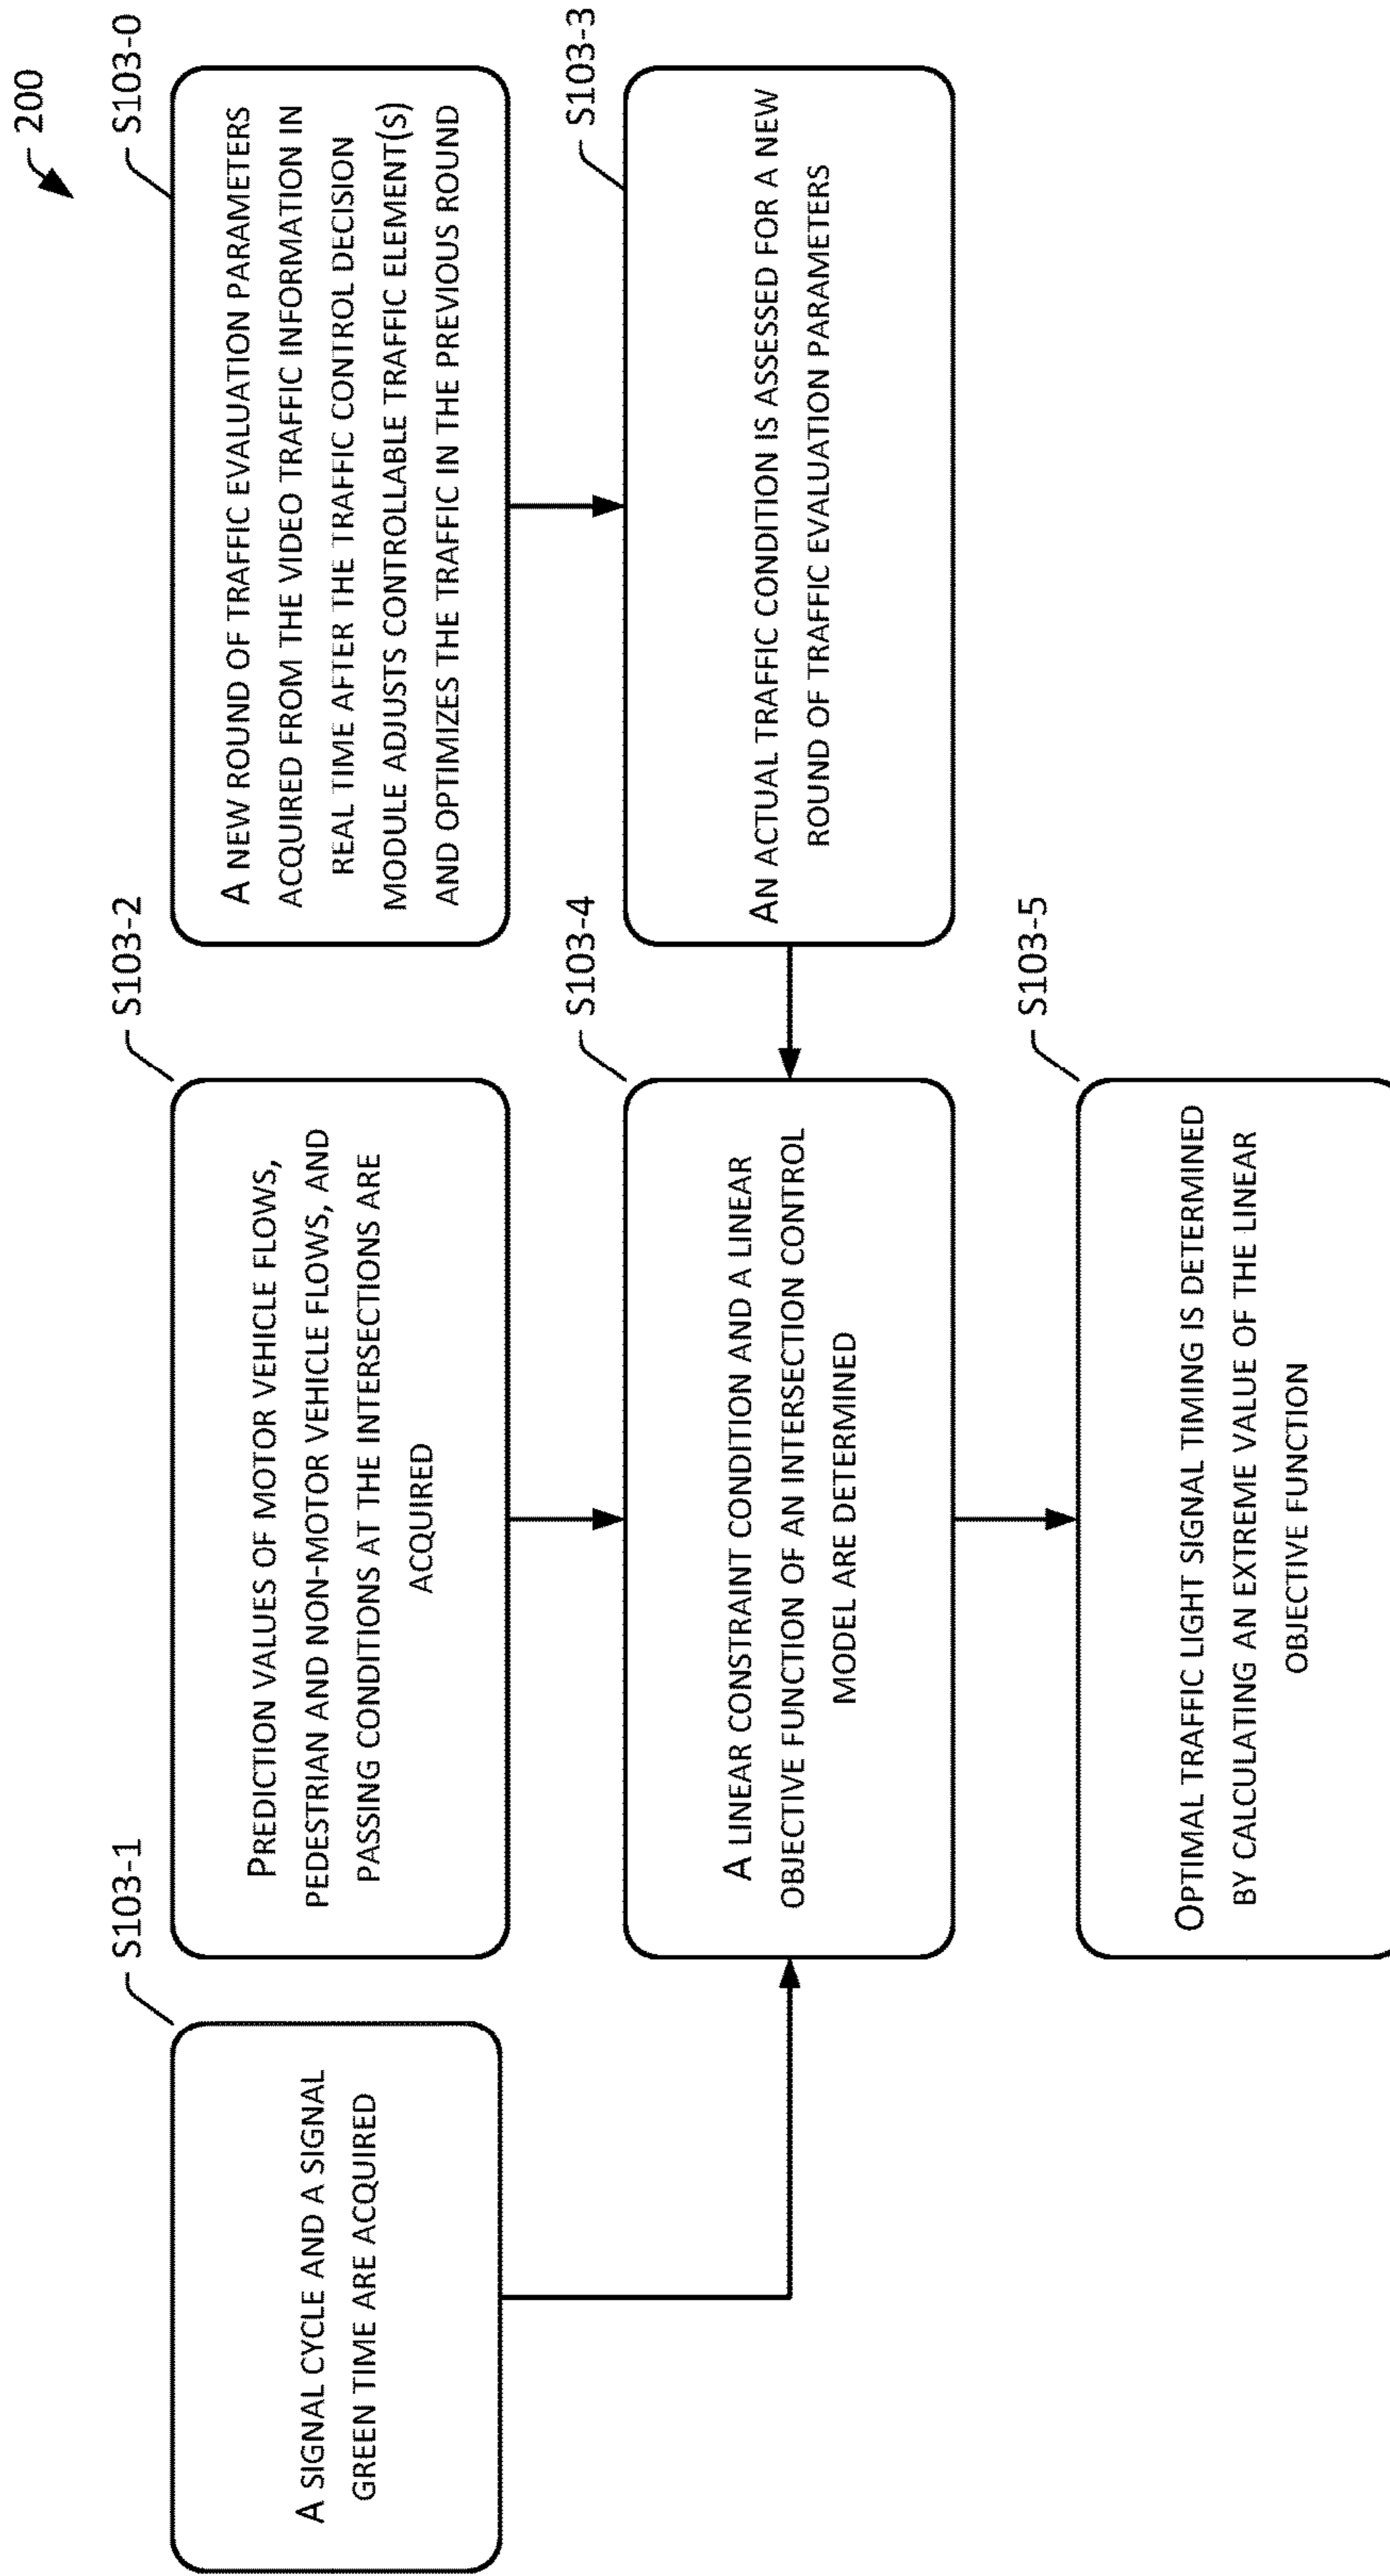 200
S103-1
A SIGNAL CYCLE AND A SIGNAL
GREEN TIME ARE ACQUIRED
S103-2
PREDICTION VALUES OF MOTOR VEHICLE FLOWS,
PEDESTRIAN AND NON-MOTOR VEHICLE FLOWS, AND
PASSING CONDITIONS AT THE INTERSECTIONS ARE
ACQUIRED
S103-0
A NEW ROUND OF TRAFFIC EVALUATION PARAMETERS
ACQUIRED FROM THE VIDEO TRAFFIC INFORMATION IN
REAL TIME AFTER THE TRAFFIC CONTROL DECISION
MODULE ADJUSTS CONTROLLABLE TRAFFIC ELEMENT(S)
AND OPTIMIZES THE TRAFFIC IN THE PREVIOUS ROUND
S103-4
A LINEAR CONSTRAINT CONDITION AND A LINEAR
OBJECTIVE FUNCTION OF AN INTERSECTION CONTROL
MODEL ARE DETERMINED
S103-3
AN ACTUAL TRAFFIC CONDITION IS ASSESSED FOR A NEW
ROUND OF TRAFFIC EVALUATION PARAMETERS
S103-5
OPTIMAL TRAFFIC LIGHT SIGNAL TIMING IS DETERMINED
BY CALCULATING AN EXTREME VALUE OF THE LINEAR
OBJECTIVE FUNCTION